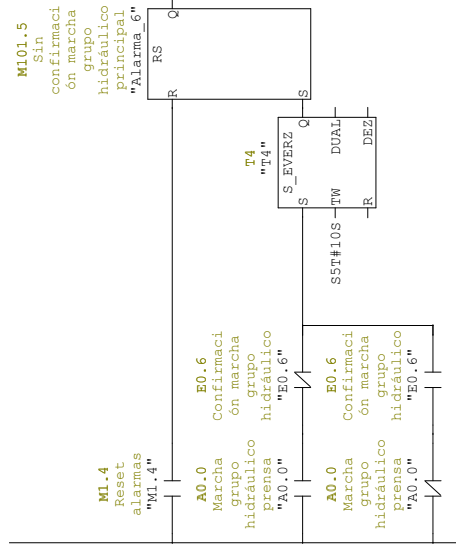 M101.5
Sin
confirmaci
ón marcha
grupo
hidráulico
principal
"Alarma_6"
RS
M1.4
Reset
alarmas
"M1.4"
R
Q
A0.0
Marcha
grupo
hidráulico
prensa
"A0.0"
E0.6
Confirmaci
ón marcha
grupo
hidráulico
"E0.6"
T4
"T4"
S_EVERZ
S
Q
S
S5T#10S
TW
DUAL
R
DEZ
A0.0
Marcha
grupo
hidráulico
prensa
"A0.0"
E0.6
Confirmaci
ón marcha
grupo
hidráulico
"E0.6"